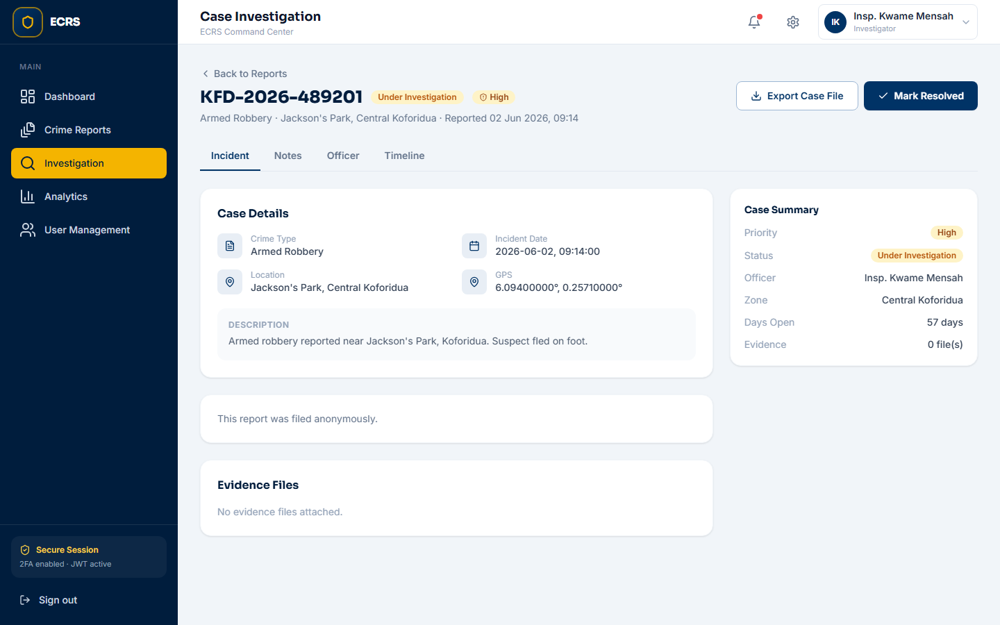 ECRS
MAIN
Dashboard
Crime Reports
Investigation
Analytics
User Management
Secure Session
2FA enabled · JWT active
Sign out
Case Investigation
ECRS Command Center
IK
Insp. Kwame Mensah
Investigator
Back to Reports
KFD-2026-489201
Under Investigation
High
Armed Robbery · Jackson's Park, Central Koforidua · Reported 02 Jun 2026, 09:14
Export Case File
Mark Resolved
Incident
Notes
Officer
Timeline
Case Details
Crime Type
Armed Robbery
Incident Date
2026-06-02, 09:14:00
Location
Jackson's Park, Central Koforidua
GPS
6.09400000°, 0.25710000°
DESCRIPTION
Armed robbery reported near Jackson's Park, Koforidua. Suspect fled on foot.
This report was filed anonymously.
Evidence Files
No evidence files attached.
Case Summary
Priority High
Status Under Investigation
Officer Insp. Kwame Mensah
Zone Central Koforidua
Days Open 57 days
Evidence 0 file(s)